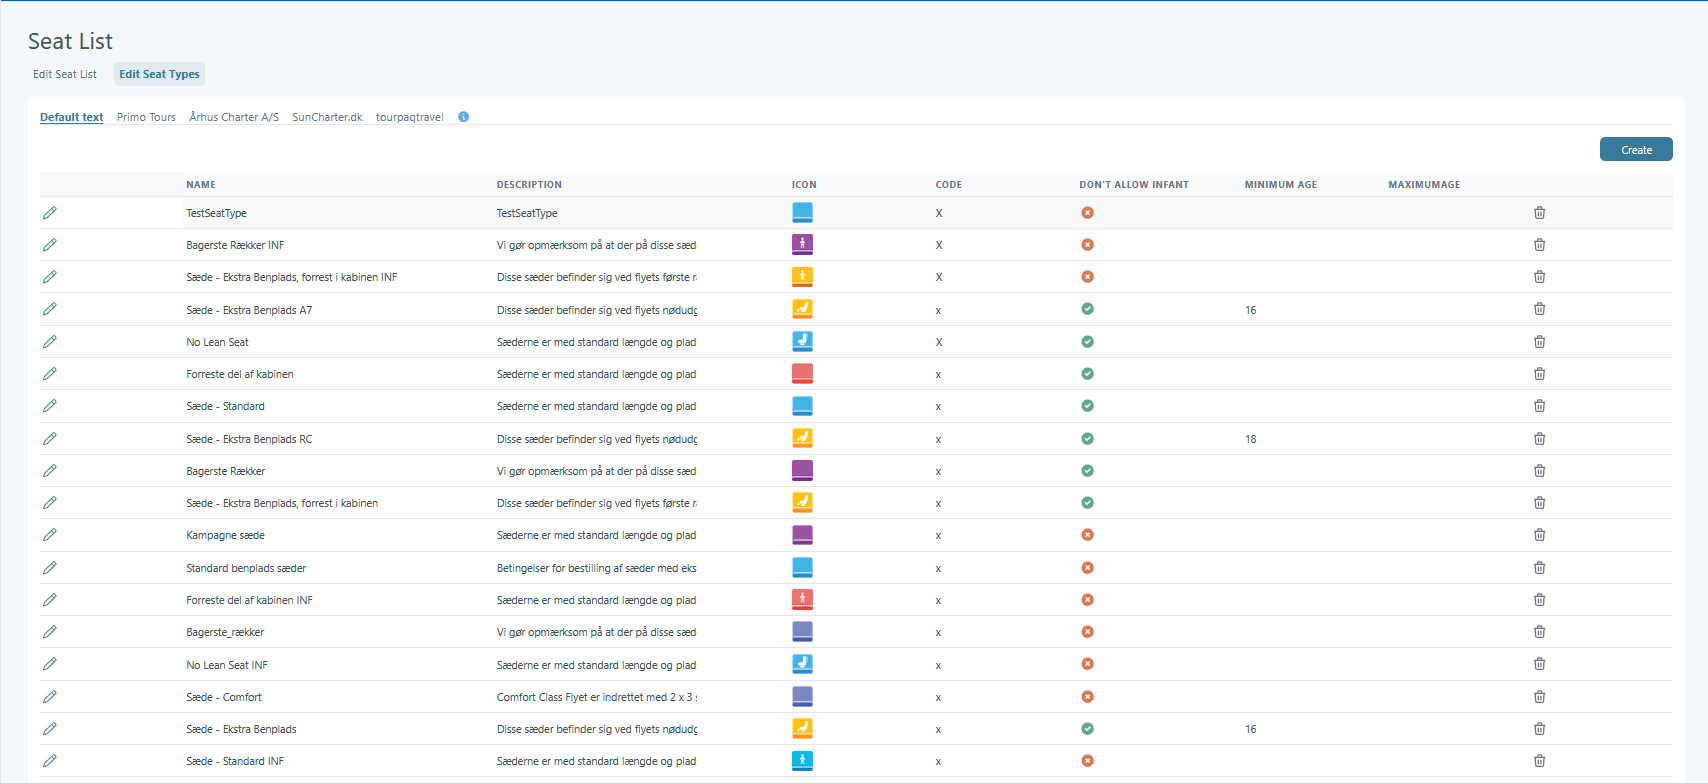 Seat List
Edit Seat List Edit Seat Types
Default text Primo Tours Århus Charter A/S SunCharter.dk tourpaqtravel
Create
NAME DESCRIPTION ICON CODE DON'T ALLOW INFANT MINIMUM AGE MAXIMUMAGE
TestSeatType TestSeatType X
Bagerste Rækker INF Vi gør opmærksom på at der på disse sæd X
Sæde - Ekstra Benplads, forrest i kabinen INF Disse sæder befinder sig ved flyets første r X
Sæde - Ekstra Benplads A7 Disse sæder befinder sig ved flyets nødudg x 16
No Lean Seat Sæderne er med standard længde og plad X
Forreste del af kabinen Sæderne er med standard længde og plad x
Sæde - Standard Sæderne er med standard længde og plad x
Sæde - Ekstra Benplads RC Disse sæder befinder sig ved flyets nødudg x 18
Bagerste Rækker Vi gør opmærksom på at der på disse sæd x
Sæde - Ekstra Benplads, forrest i kabinen Disse sæder befinder sig ved flyets første r x
Kampagne sæde Sæderne er med standard længde og plad x
Standard benplads sæder Betingelser for bestilling af sæder med eks x
Forreste del af kabinen INF Sæderne er med standard længde og plad x
Bagerste_rækker Vi gør opmærksom på at der på disse sæd x
No Lean Seat INF Sæderne er med standard længde og plad x
Sæde - Comfort Comfort Class Flyet er indrettet med 2 x 3 s x
Sæde - Ekstra Benplads Disse sæder befinder sig ved flyets nødudg x 16
Sæde - Standard INF Sæderne er med standard længde og plad x